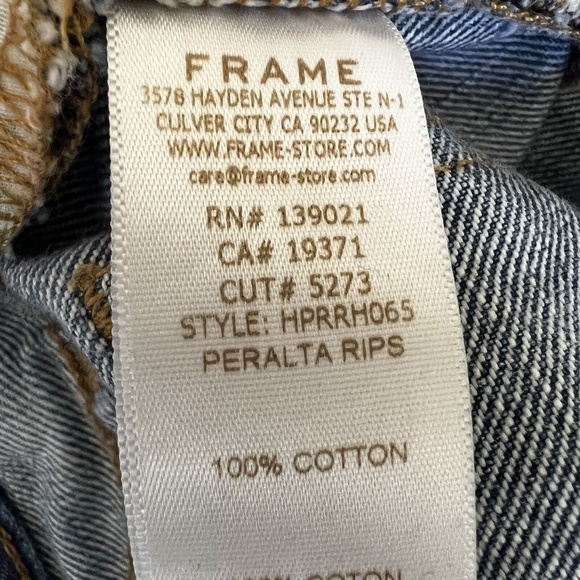 FRAME
3578 HAYDEN AVENUE STE N-1
CULVER CITY CA 90232 USA
WWW.FRAME-STORE.COM
care@frame-store.com
RN# 139021
CA# 19371
CUT# 5273
STYLE: HPRRH065
PERALTA RIPS
100% COTTON